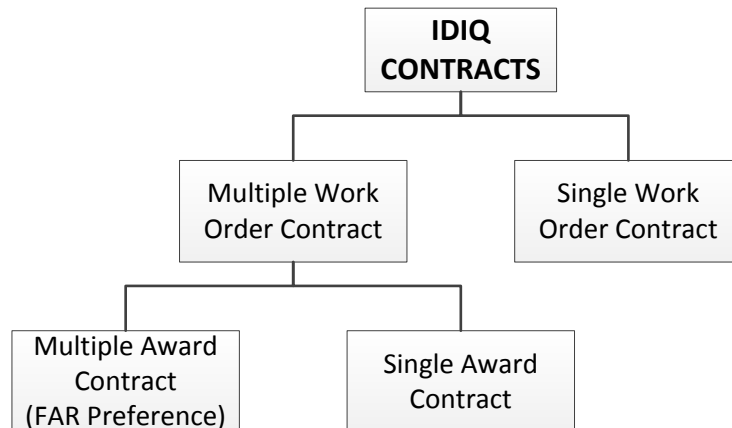 IDIQ
CONTRACTS
Multiple Work
Order Contract
Single Work
Order Contract
Multiple Award
Contract
(FAR Preference)
Single Award
Contract